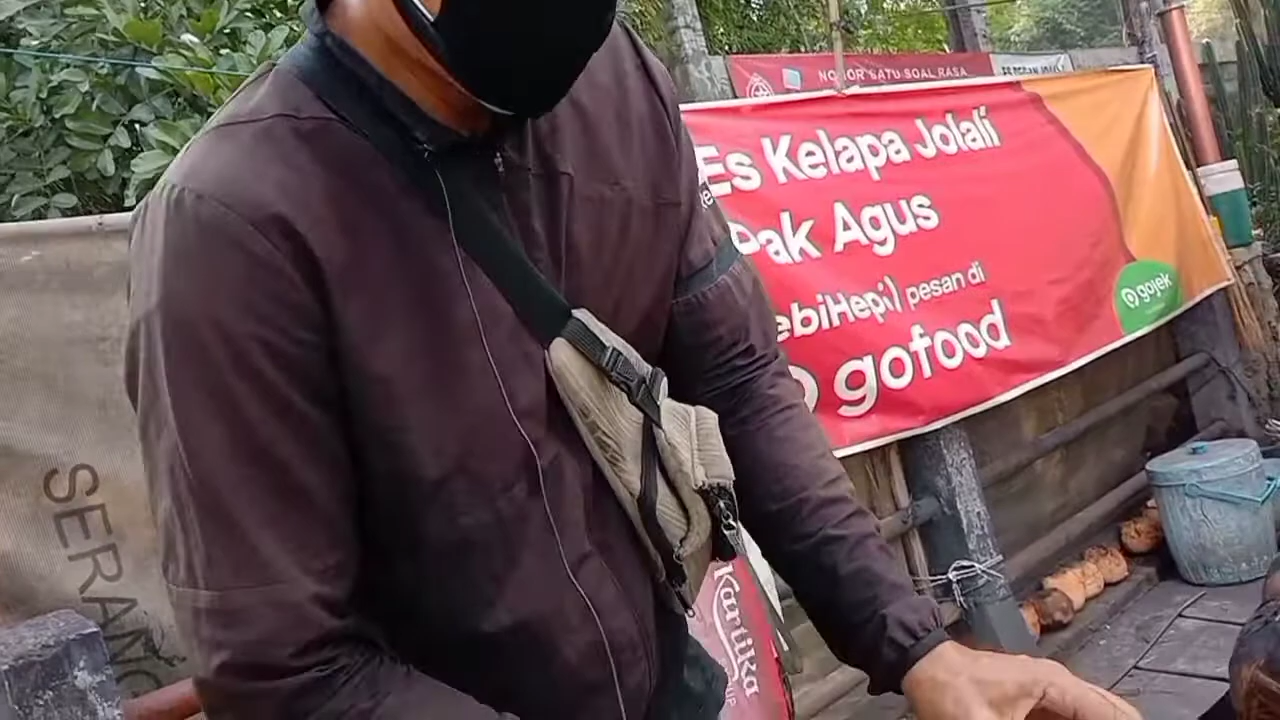 NOMOR SATU SOAL RASA
Es Kelapa Jolali
Pak Agus
ebiHepi) pesan di
gofood
gojek
SERANG
Kartika